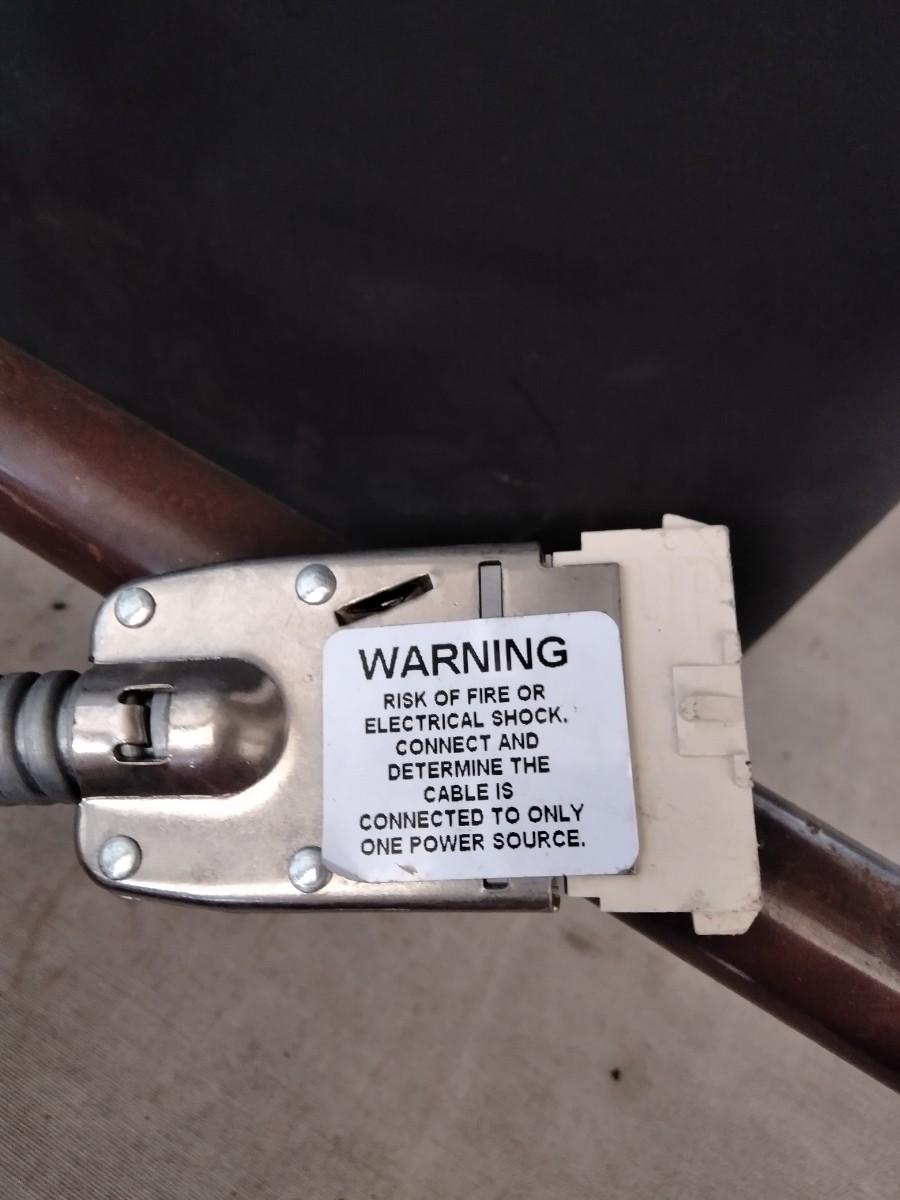 WARNING
RISK OF FIRE OR
ELECTRICAL SHOCK.
CONNECT AND
DETERMINE THE
CABLE IS
CONNECTED TO ONLY
ONE POWER SOURCE.